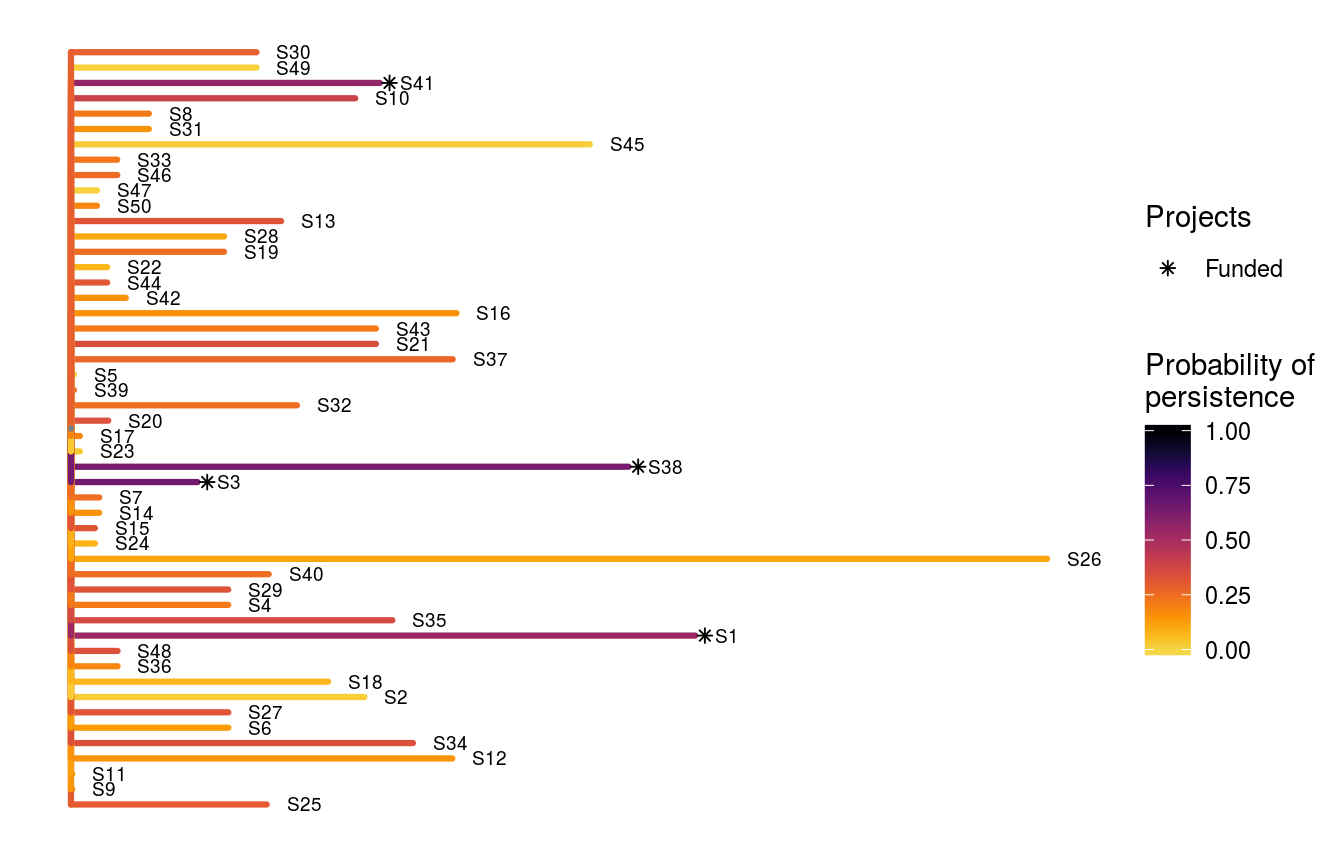 S30
S49
S41
S10
S8
S31
S45
S33
S46
S47
S50
S13
S28
S19
S22
S44
S42
S16
S43
S21
S37
S5
S39
S32
S20
S17
S23
S38
S3
S7
S14
S15
S24
S26
S40
S29
S4
S35
S1
S48
S36
S18
S2
S27
S6
S34
S12
S11
S9
S25
Projects
Funded
Probability of
persistence
1.00
0.75
0.50
0.25
0.00